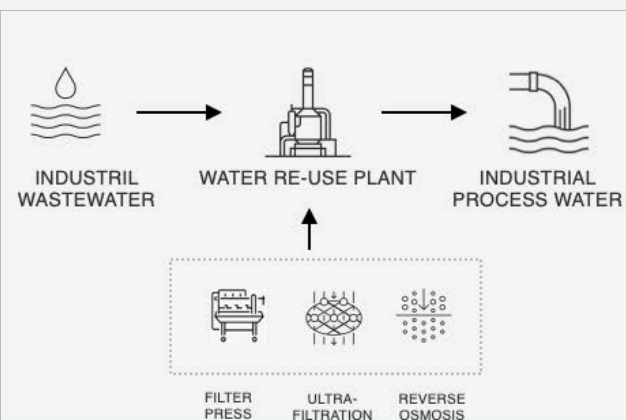 INDUSTRIL
WASTEWATER
WATER RE-USE PLANT
INDUSTRIAL
PROCESS WATER
FILTER
PRESS
ULTRA-
FILTRATION
REVERSE
OSMOSIS